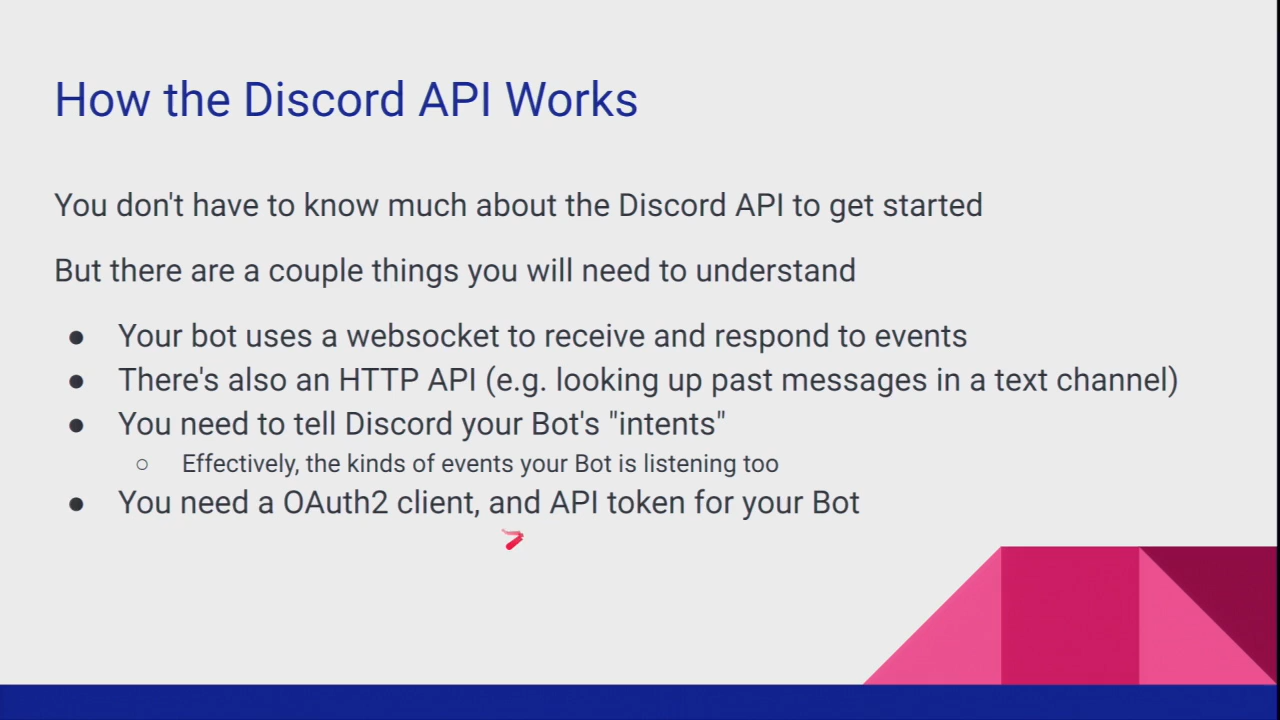 How the Discord API Works
You don't have to know much about the Discord API to get started
But there are a couple things you will need to understand
● Your bot uses a websocket to receive and respond to events
● There's also an HTTP API (e.g. looking up past messages in a text channel)
● You need to tell Discord your Bot's "intents"
○ Effectively, the kinds of events your Bot is listening too
● You need a OAuth2 client, and API token for your Bot